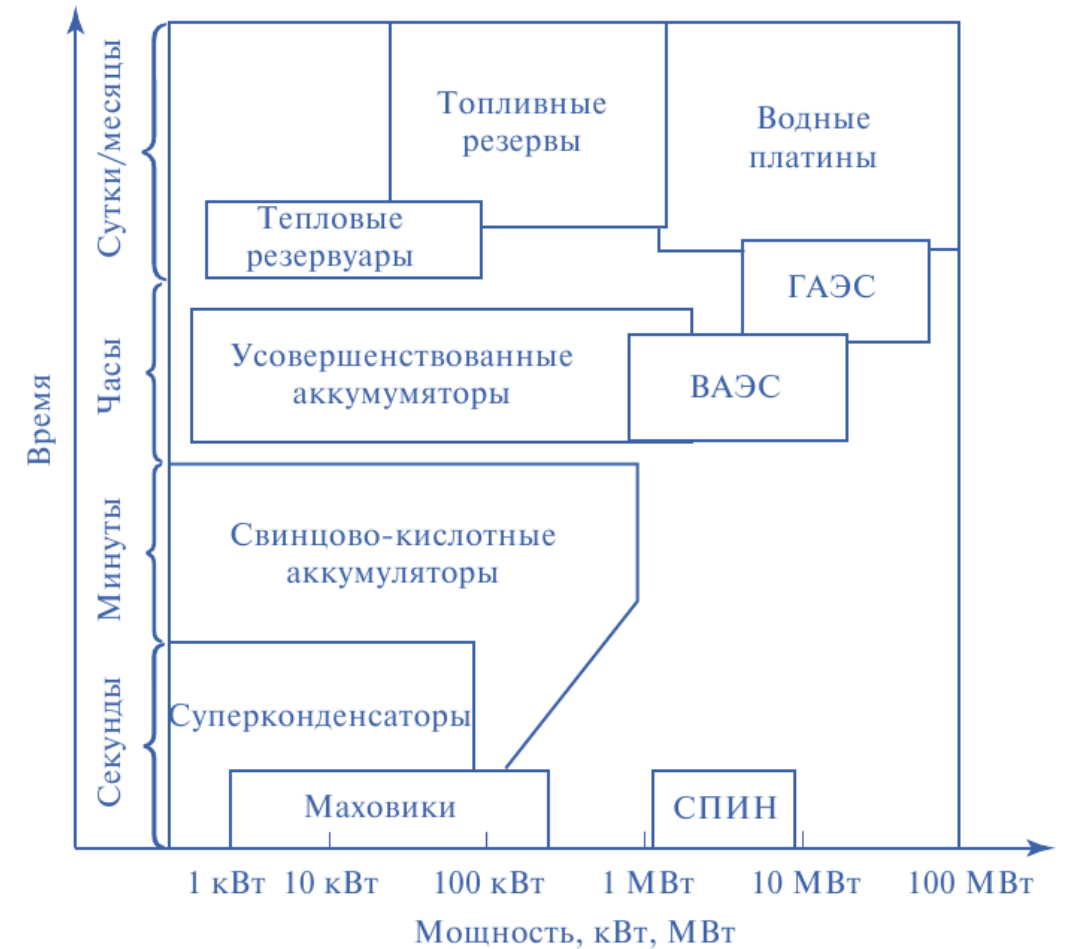 Топливные
резервы
Водные
платины
Тепловые
резервуары
ГАЭС
Усовершенствованные
аккумумяторы
ВАЭС
Свинцово-кислотные
аккумуляторы
Суперконденсаторы
Маховики
СПИН
Время
Сутки/месяцы
Часы
Минуты
Секунды
1 кВт 10 кВт 100 кВт 1 МВт 10 МВт 100 МВт
Мощность, кВт, МВт